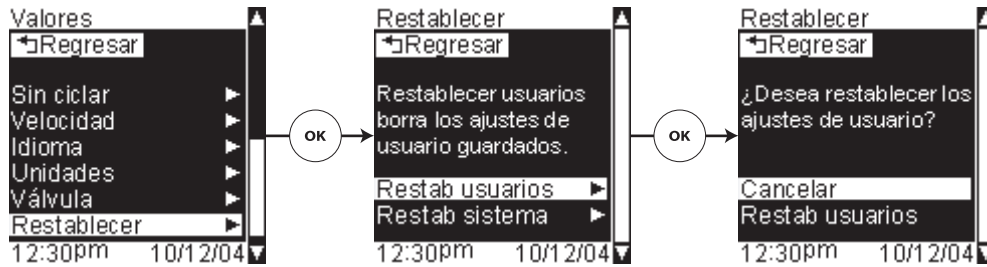 Valores
Regresar
Sin ciclar
Velocidad
Idioma
Unidades
Válvula
Restablecer
12:30pm 10/12/04
OK
Restablecer
Regresar
Restablecer usuarios
borra los ajustes de
usuario guardados.
Restab usuarios
Restab sistema
12:30pm 10/12/04
OK
Restablecer
Regresar
¿Desea restablecer los
ajustes de usuario?
Cancelar
Restab usuarios
12:30pm 10/12/04